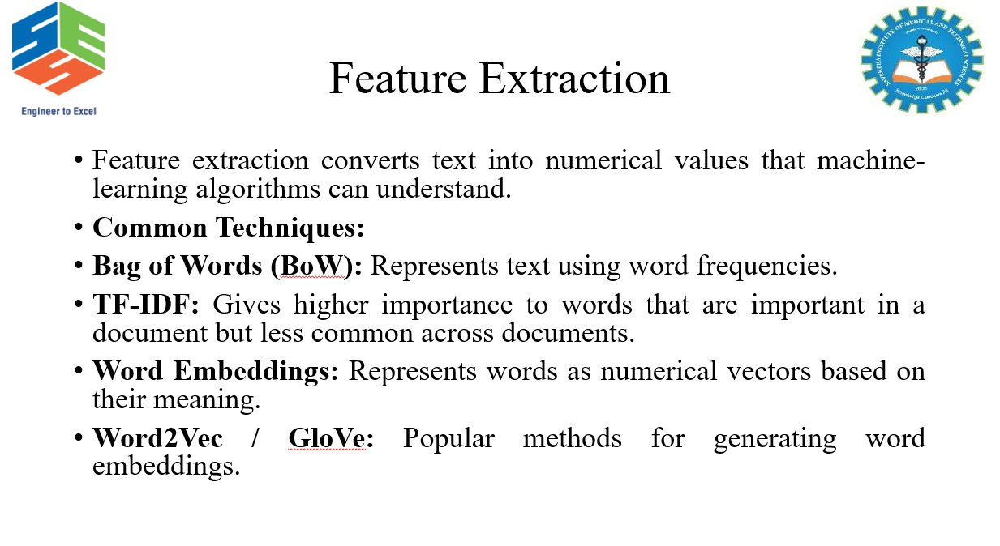 SES
Engineer to Excel
SAVEETHA INSTITUTE OF MEDICAL AND TECHNICAL SCIENCES
2005
Feature Extraction
• Feature extraction converts text into numerical values that machine-
learning algorithms can understand.
• Common Techniques:
• Bag of Words (BoW): Represents text using word frequencies.
• TF-IDF: Gives higher importance to words that are important in a
document but less common across documents.
• Word Embeddings: Represents words as numerical vectors based on
their meaning.
• Word2Vec / GloVe: Popular methods for generating word
embeddings.